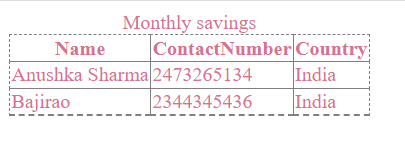 Monthly savings
Name ContactNumber Country
Anushka Sharma 2473265134 India
Bajirao 2344345436 India